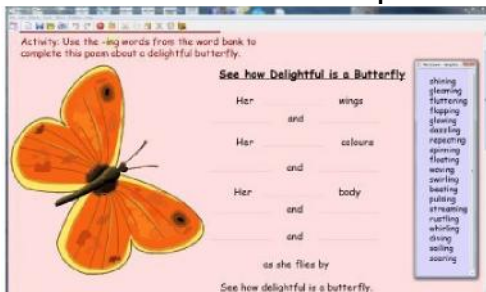 Activity: Use the -ing words from the word bank to
complete this poem about a delightful butterfly.
See how Delightful is a Butterfly
Her wings
and
Her colours
and
Her body
and
and
as she flies by
See how delightful is a butterfly.
shining
gleaming
fluttering
flapping
glowing
dazzling
repeating
spinning
floating
waving
swirling
beating
pulsing
streaming
rustling
whirling
diving
sailing
soaring